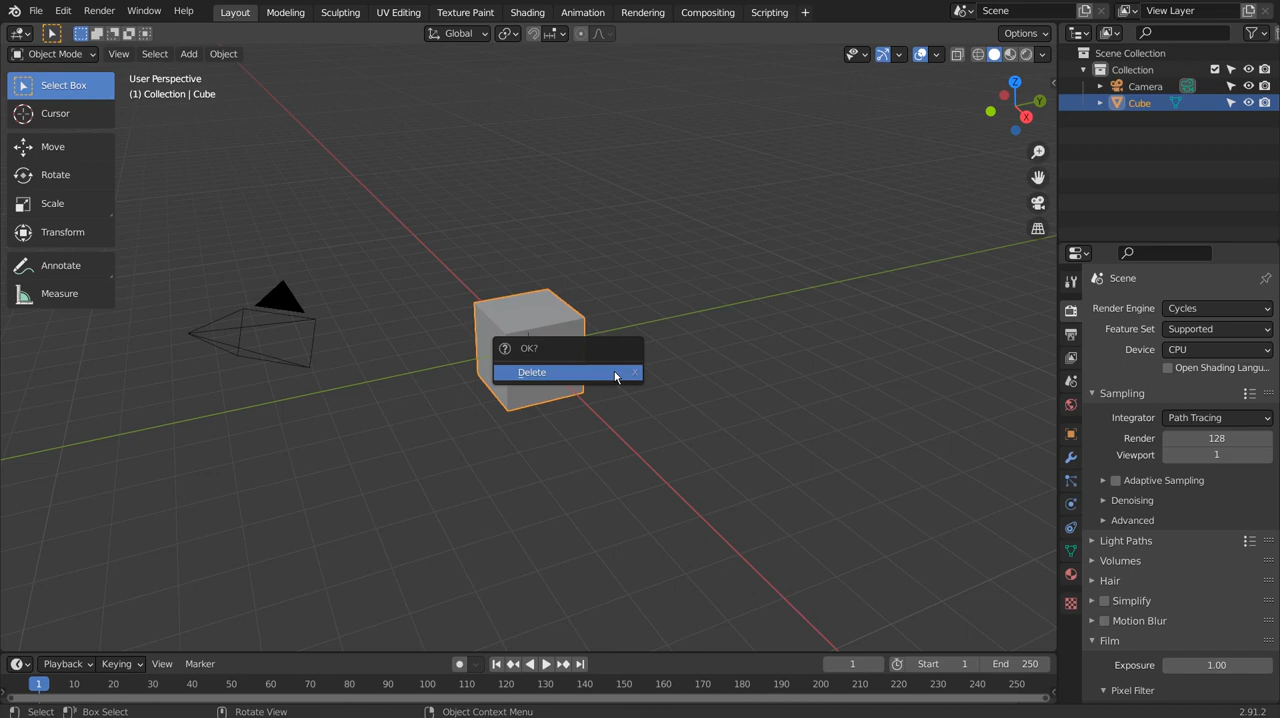 File Edit Render Window Help Layout Modeling Sculpting UV Editing Texture Paint Shading Animation Rendering Compositing Scripting + Scene View Layer
Global Options
Object Mode View Select Add Object
Scene Collection
Collection
Camera
Cube
Select Box
Cursor
Move
Rotate
Scale
Transform
Annotate
Measure
User Perspective
(1) Collection | Cube
Z
Y
X
OK?
Delete X
Scene
Render Engine Cycles
Feature Set Supported
Device CPU
Open Shading Langu...
Sampling
Integrator Path Tracing
Render 128
Viewport 1
Adaptive Sampling
Denoising
Advanced
Light Paths
Volumes
Hair
Simplify
Motion Blur
Film
Exposure 1.00
Pixel Filter
Playback Keying View Marker 1 Start 1 End 250
1 10 20 30 40 50 60 70 80 90 100 110 120 130 140 150 160 170 180 190 200 210 220 230 240 250
Select Box Select Rotate View Object Context Menu 2.91.2